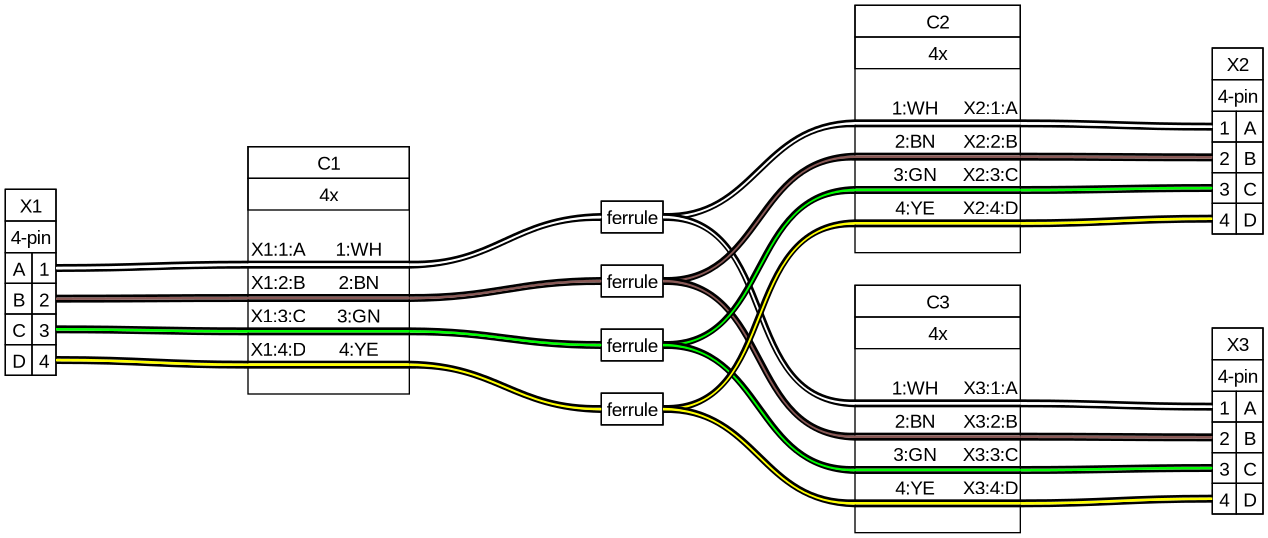 X1
4-pin
A 1
B 2
C 3
D 4
C1
4x
X1:1:A 1:WH
X1:2:B 2:BN
X1:3:C 3:GN
X1:4:D 4:YE
ferrule
ferrule
ferrule
ferrule
C2
4x
1:WH X2:1:A
2:BN X2:2:B
3:GN X2:3:C
4:YE X2:4:D
C3
4x
1:WH X3:1:A
2:BN X3:2:B
3:GN X3:3:C
4:YE X3:4:D
X2
4-pin
1 A
2 B
3 C
4 D
X3
4-pin
1 A
2 B
3 C
4 D